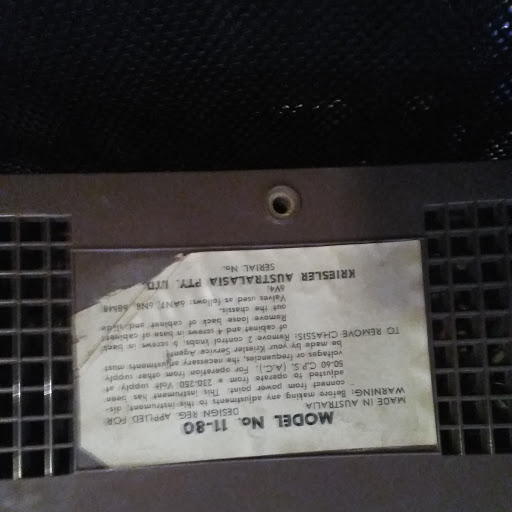 MODEL No. 11-80
MADE IN AUSTRALIA DESIGN REG. APPLIED FOR
WARNING: Before making any adjustments to this instrument, dis-
connect from power point. This instrument has been
adjusted to operate from a 230/250 Volt supply at
50-60 C.P.S. (A.C.). For operation from other supply
voltages or frequencies, the necessary adjustments must
be made by your Kriesler Service Agent.
TO REMOVE CHASSIS: Remove 2 control knobs, 6 screws in back
of cabinet and 4 screws in base of cabinet.
Remove loose back of cabinet and slide
out the chassis.
Valves used as follows: 6AN7, 6N8, 6BM8,
6V4.
KRIESLER AUSTRALASIA PTY. LTD.
SERIAL No.